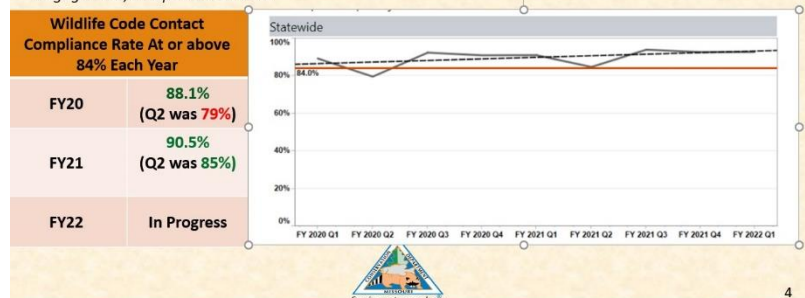 Wildlife Code Contact
Compliance Rate At or above
84% Each Year
FY20
88.1%
(Q2 was 79%)
FY21
90.5%
(Q2 was 85%)
FY22
In Progress
Statewide
100%
80%
84.0%
60%
40%
20%
0%
FY 2020 Q1 FY 2020 Q2 FY 2020 Q3 FY 2020 Q4 FY 2021 Q1 FY 2021 Q2 FY 2021 Q3 FY 2021 Q4 FY 2022 Q1
CONSERVATION DEPARTMENT
MISSOURI
4